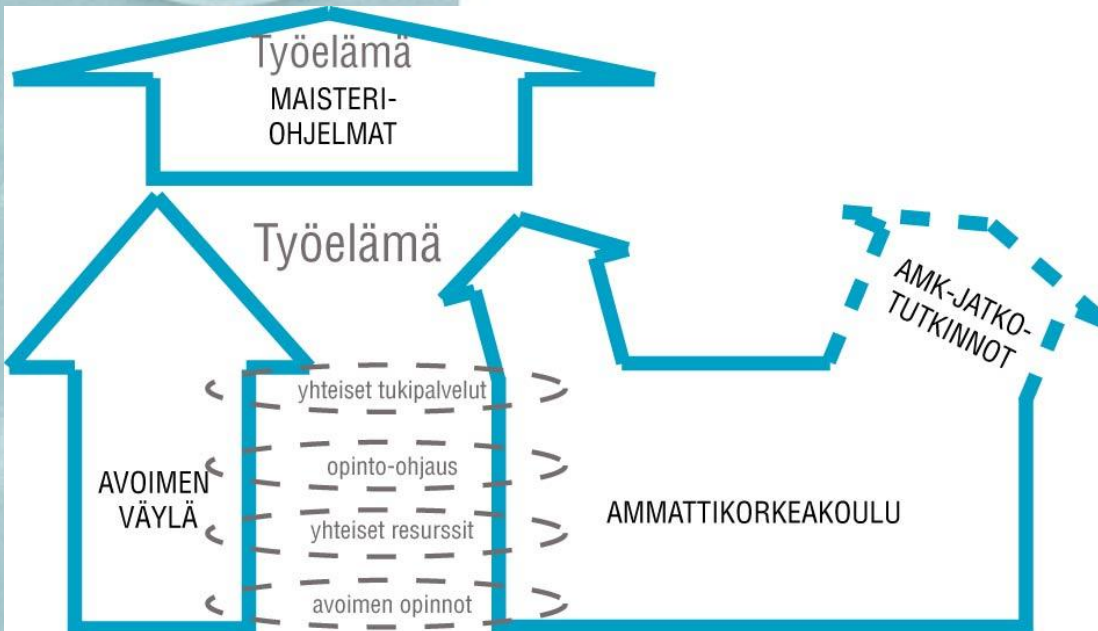 Työelämä
MAISTERI-
OHJELMAT
Työelämä
AMK-JATKO-
TUTKINNOT
yhteiset tukipalvelut
opinto-ohjaus
AVOIMEN
VÄYLÄ
AMMATTIKORKEAKOULU
yhteiset resurssit
avoimen opinnot